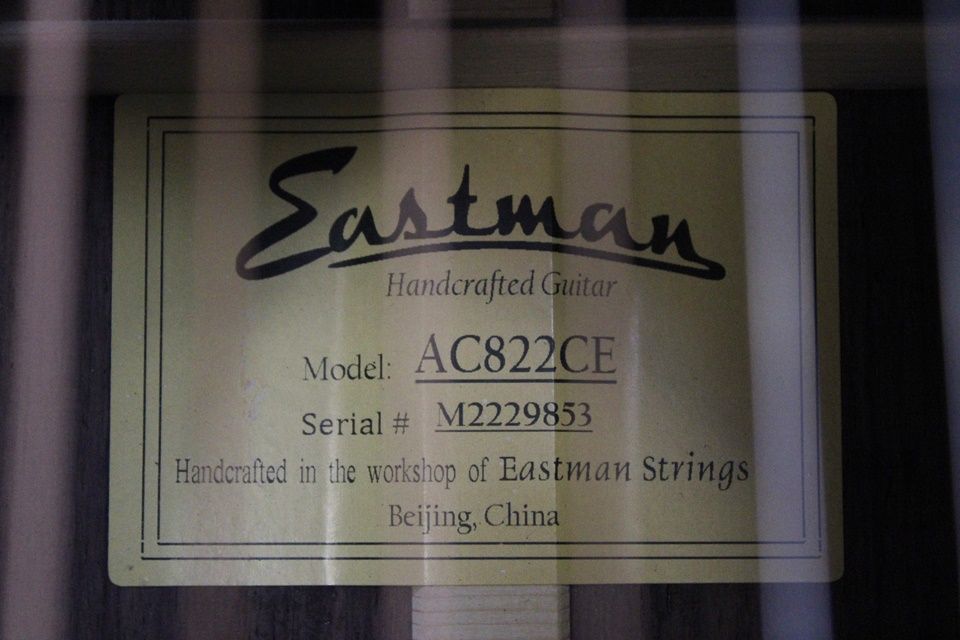 Eastman
Handcrafted Guitar
Model: AC822CE
Serial # M2229853
Handcrafted in the workshop of Eastman Strings
Beijing, China